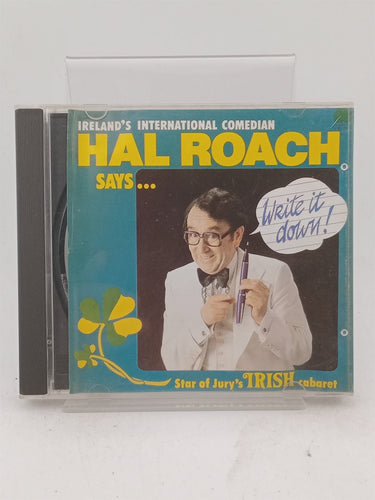 IRELAND'S INTERNATIONAL COMEDIAN
HAL ROACH
SAYS...
Write it
down!
Star of Jury's IRISH cabaret